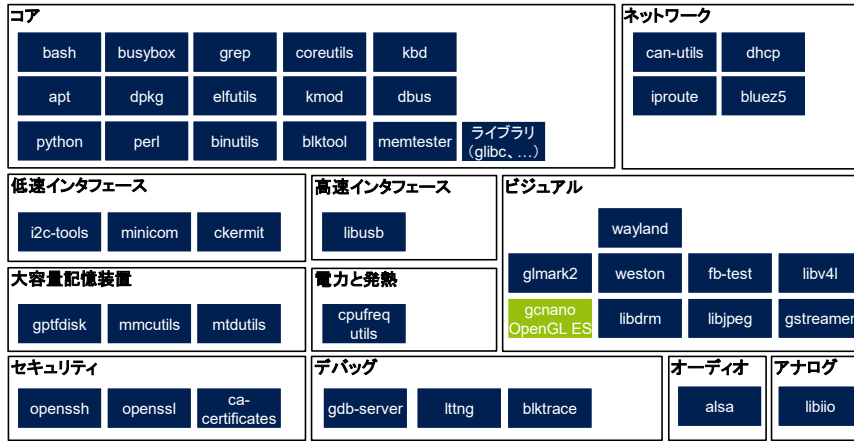 コア
bash
busybox
grep
coreutils
kbd
apt
dpkg
elfutils
kmod
dbus
python
perl
binutils
blktool
memtester
ライブラリ
(glibc、…)
ネットワーク
can-utils
dhcp
iproute
bluez5
低速インタフェース
i2c-tools
minicom
ckermit
高速インタフェース
libusb
ビジュアル
wayland
glmark2
weston
fb-test
libv4l
gcnano
OpenGL ES
libdrm
libjpeg
gstreamer
大容量記憶装置
gptfdisk
mmcutils
mtdutils
電力と発熱
cpufreq
utils
セキュリティ
openssh
openssl
ca-
certificates
デバッグ
gdb-server
lttng
blktrace
オーディオ
alsa
アナログ
libiio